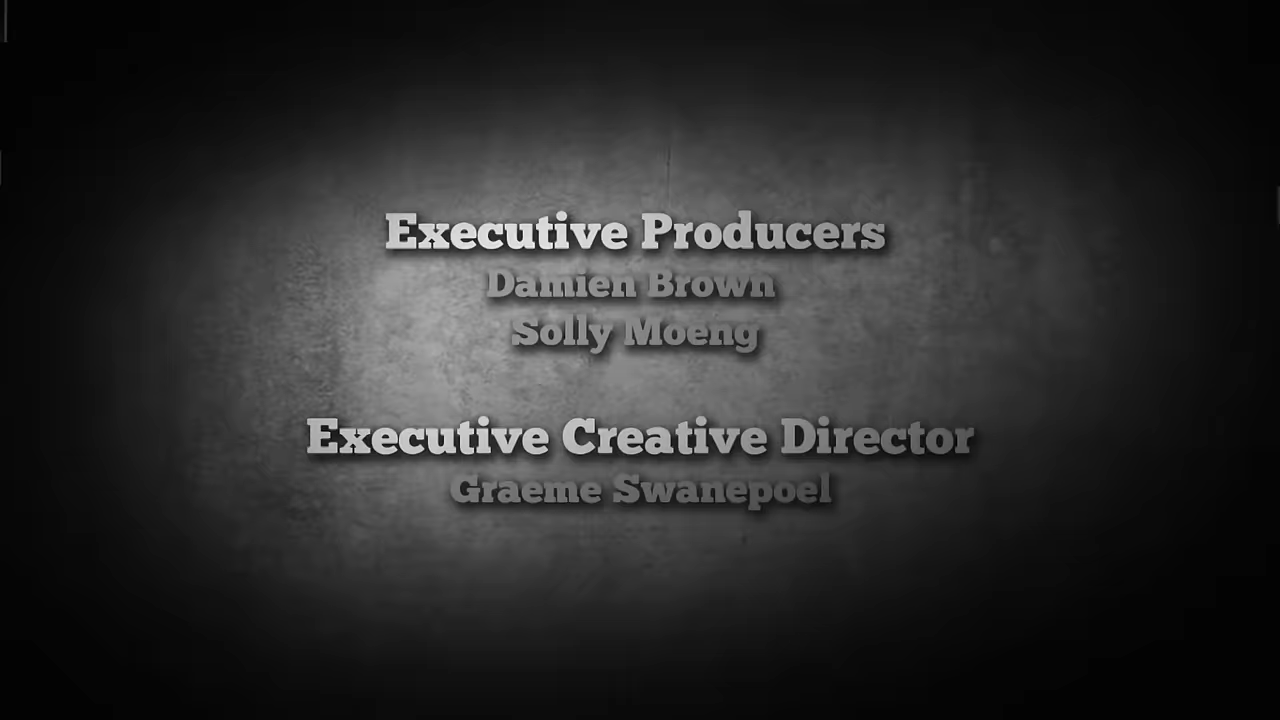 Executive Producers
Damien Brown
Solly Moeng
Executive Creative Director
Graeme Swanepoel